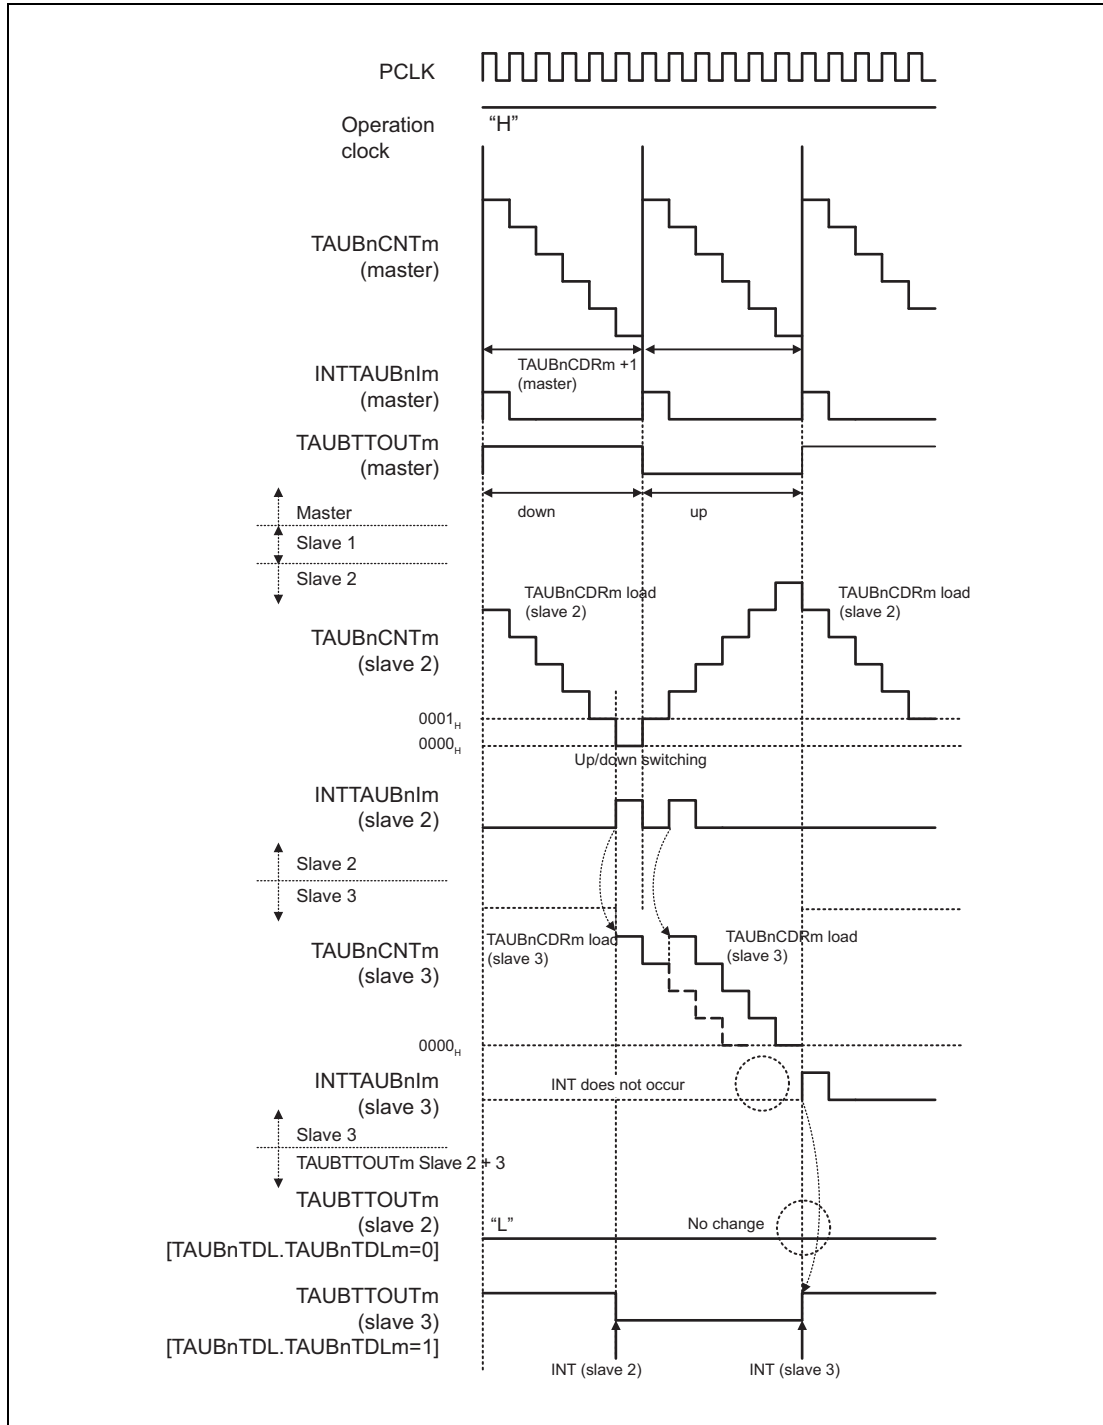 PCLK
Operation
clock
“H”
TAUBnCNTm
(master)
TAUBnCDRm +1
(master)
INTTAUBnIm
(master)
TAUBTTOUTm
(master)
down
up
Master
Slave 1
Slave 2
TAUBnCDRm load
(slave 2)
TAUBnCDRm load
(slave 2)
TAUBnCNTm
(slave 2)
0001H
0000H
Up/down switching
INTTAUBnIm
(slave 2)
Slave 2
Slave 3
TAUBnCNTm
(slave 3)
TAUBnCDRm load
(slave 3)
TAUBnCDRm load
(slave 3)
0000H
INTTAUBnIm
(slave 3)
INT does not occur
Slave 3
TAUBTTOUTm Slave 2 + 3
TAUBTTOUTm
(slave 2)
[TAUBnTDL.TAUBnTDLm=0]
“L”
No change
TAUBTTOUTm
(slave 3)
[TAUBnTDL.TAUBnTDLm=1]
INT (slave 2)
INT (slave 3)